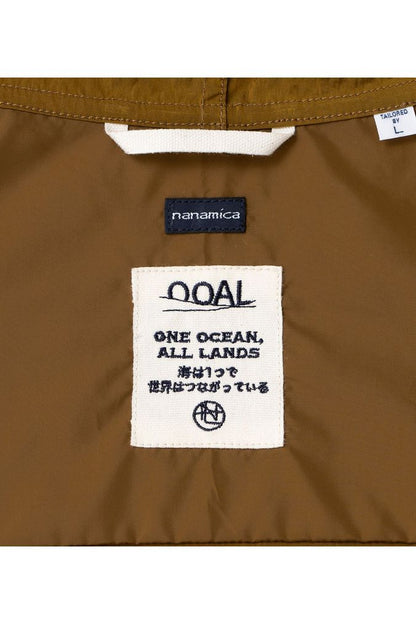 TAILORED
BY
L
nanamica
OOAL
ONE OCEAN,
ALL LANDS
海は1つで
世界はつながっている